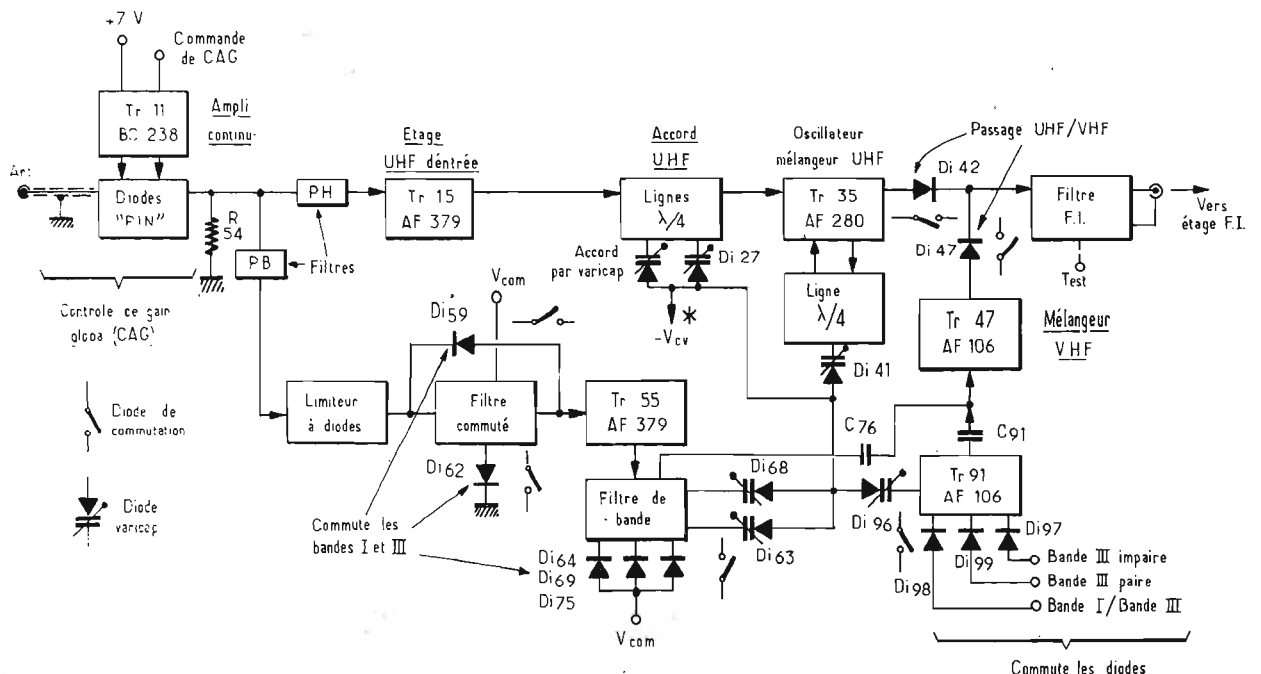 +7 V
Commande
de CAG
Tr 11
BC 238
Ampli
continu
Ant
Diodes
"PIN"
R
54
PH
PB
Filtres
Etage
UHF déntrée
Tr 15
AF 379
Accord
UHF
Lignes
λ/4
Accord
par varicap
Di 27
-Vcv
*
Oscillateur
mélangeur UHF
Tr 35
AF 280
Ligne
λ/4
Di 41
Passage UHF/VHF
Di 42
Di 47
Filtre
F.I.
Test
Vers
étage F.I.
Tr 47
AF 106
Mélangeur
VHF
Controle de gain
(CAG)
Diode de
commutation
Diode
varicap
Limiteur
à diodes
Di59
Vcom
Filtre
commuté
Di62
Commute les
bandes I et III
Tr 55
AF 379
Filtre de
bande
Di64
Di69
Di75
Vcom
Di68
Di63
C76
C91
Tr 91
AF 106
Di96
Di98
Di99
Di97
Bande III impaire
Bande III paire
Bande I/Bande III
Commute les diodes